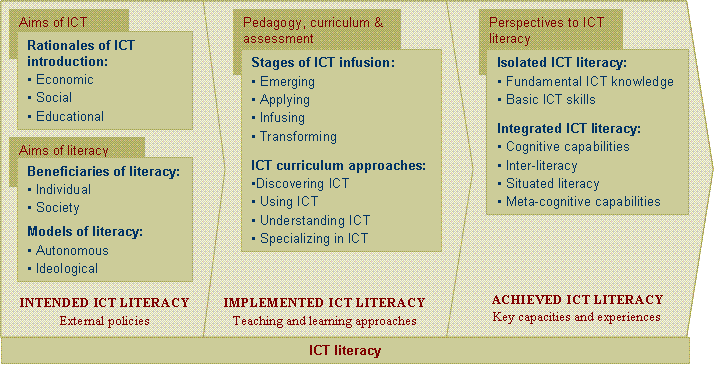 Aims of ICT
Rationales of ICT
introduction:
▪ Economic
▪ Social
▪ Educational
Aims of literacy
Beneficiaries of literacy:
▪ Individual
▪ Society
Models of literacy:
▪ Autonomous
▪ Ideological
INTENDED ICT LITERACY
External policies
Pedagogy, curriculum &
assessment
Stages of ICT infusion:
▪ Emerging
▪ Applying
▪ Infusing
▪ Transforming
ICT curriculum approaches:
▪Discovering ICT
▪ Using ICT
▪ Understanding ICT
▪ Specializing in ICT
IMPLEMENTED ICT LITERACY
Teaching and learning approaches
Perspectives to ICT
literacy
Isolated ICT literacy:
▪ Fundamental ICT knowledge
▪ Basic ICT skills
Integrated ICT literacy:
▪ Cognitive capabilities
▪ Inter-literacy
▪ Situated literacy
▪ Meta-cognitive capabilities
ACHIEVED ICT LITERACY
Key capacities and experiences
ICT literacy